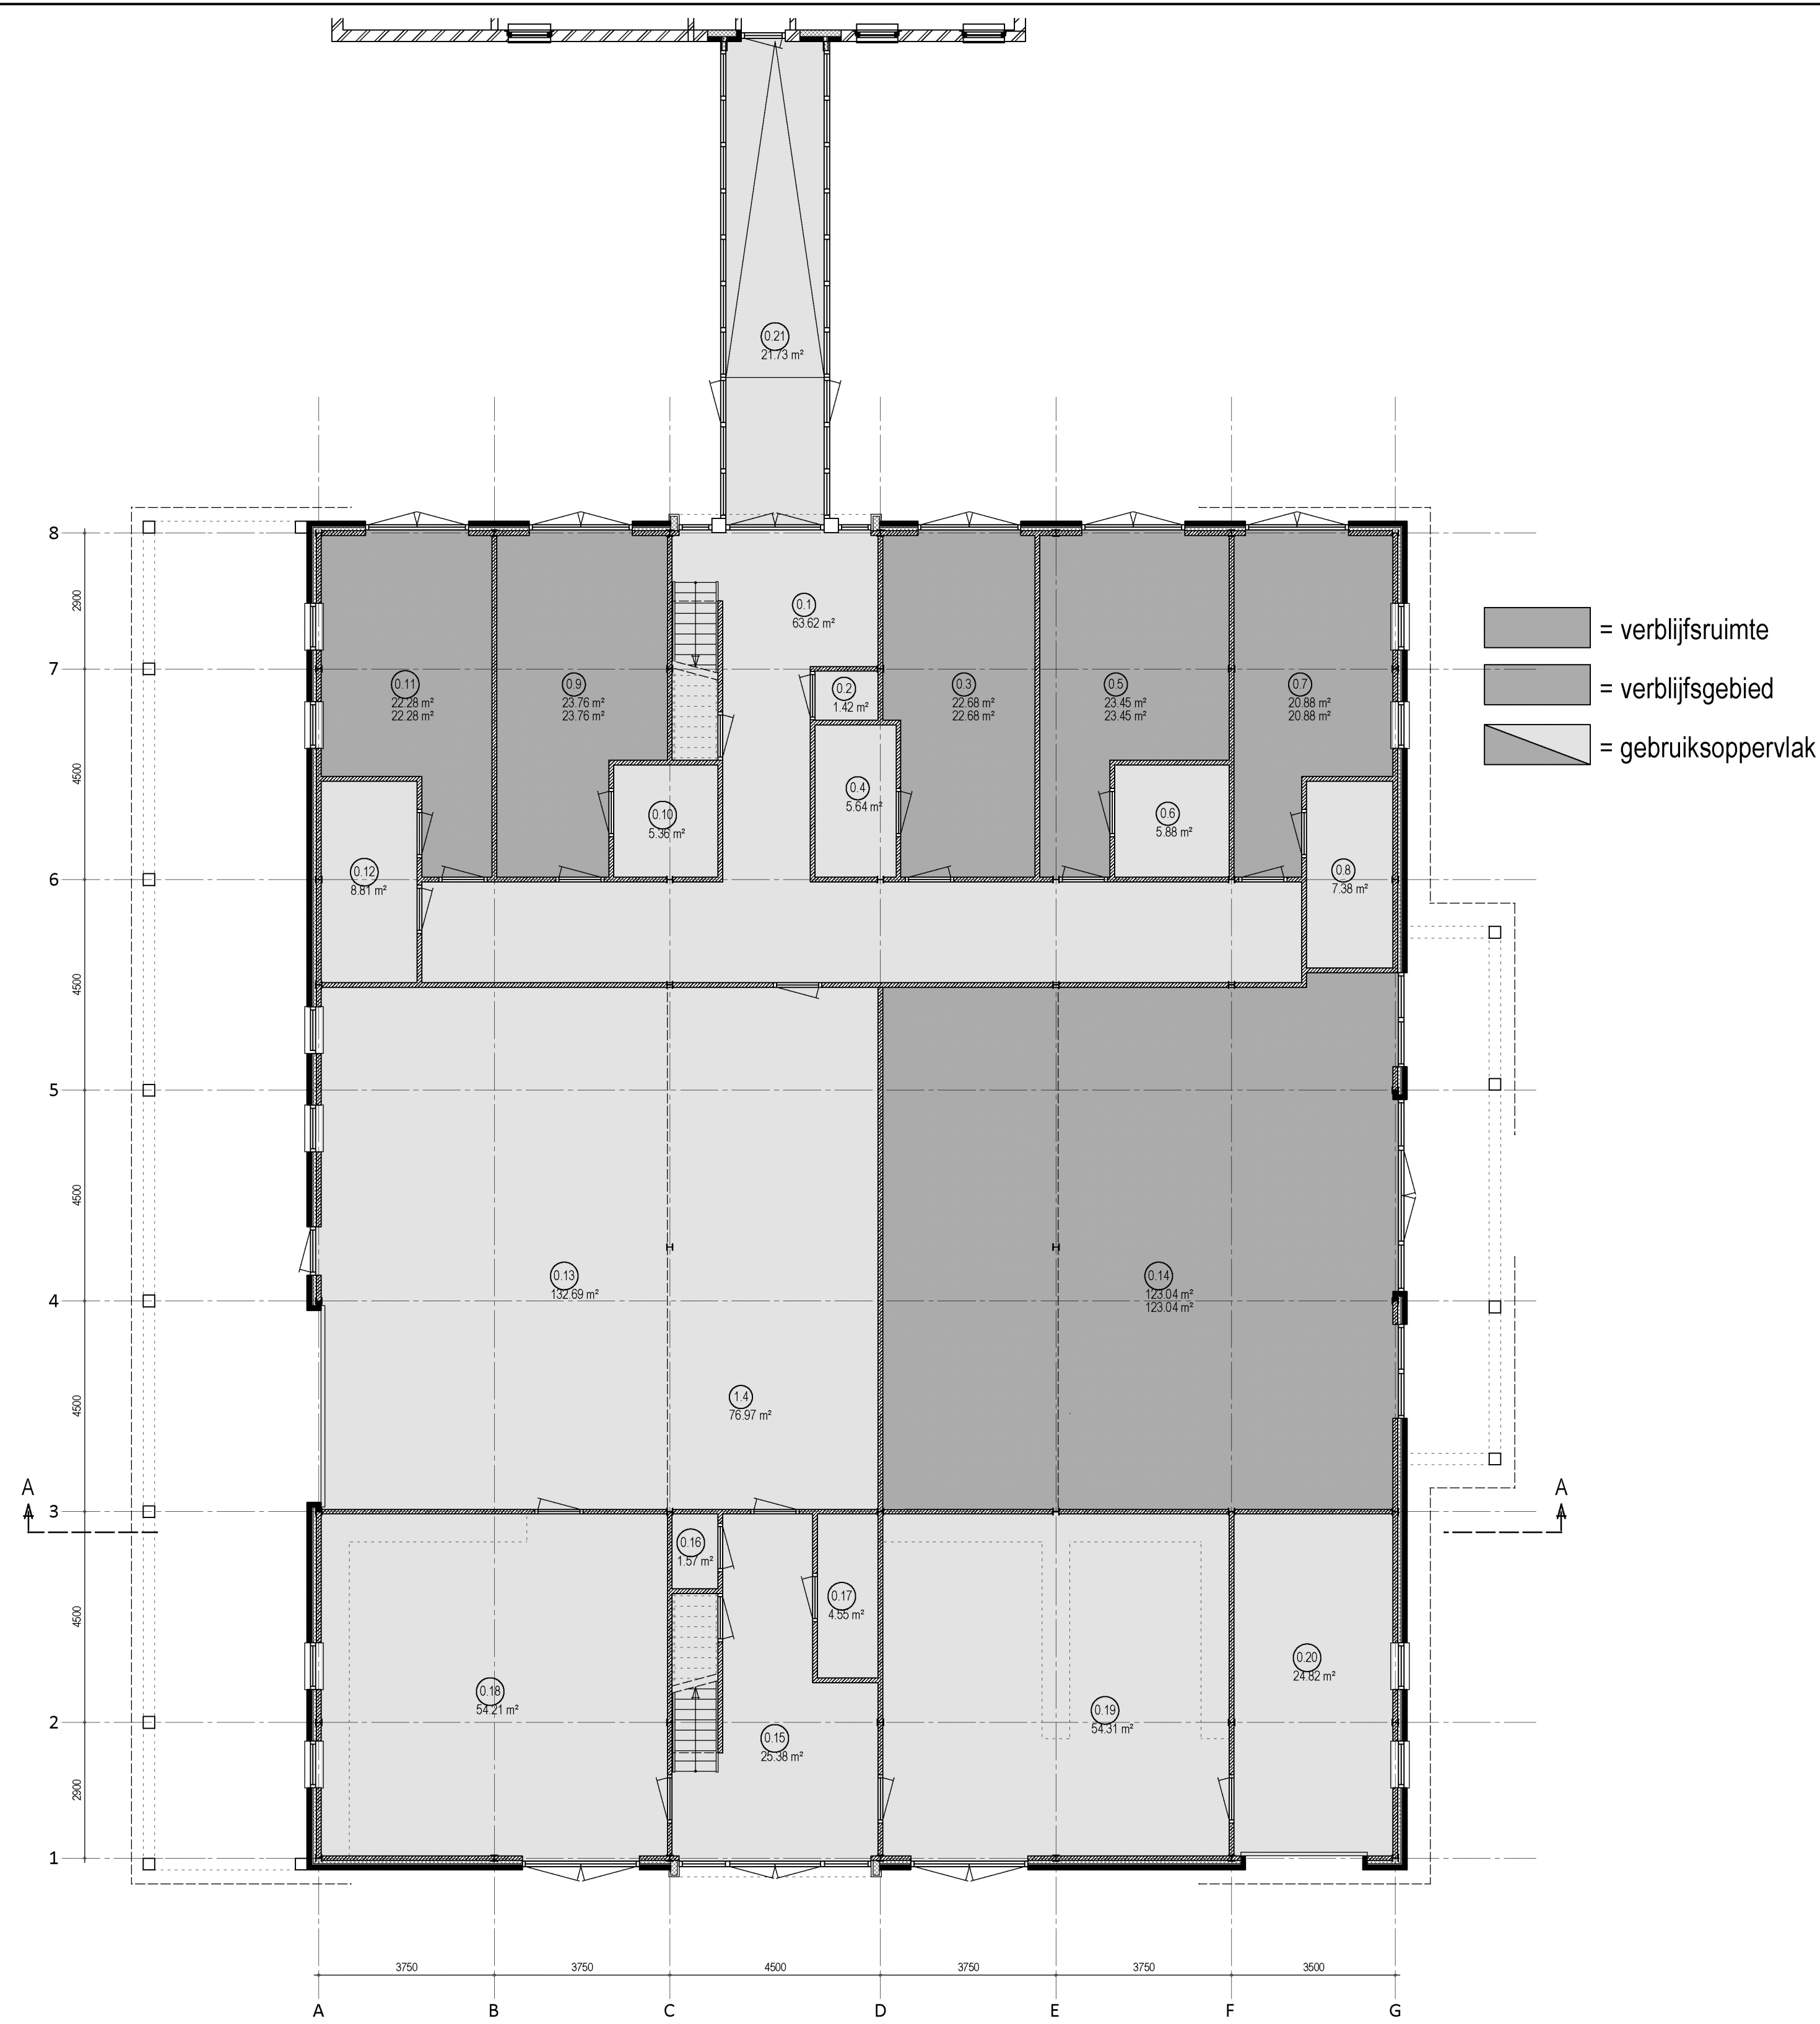 0.21
21.73 m²
8
2900
0.1
63.62 m²
= verblijfsruimte
7
0.11
22.28 m²
22.28 m²
0.9
23.76 m²
23.76 m²
0.2
1.42 m²
0.3
22.68 m²
22.68 m²
0.5
23.45 m²
23.45 m²
0.7
20.88 m²
20.88 m²
= verblijfsgebied
= gebruiksoppervlak
4500
0.10
5.36 m²
0.4
5.64 m²
0.6
5.88 m²
0.12
8.81 m²
0.8
7.38 m²
6
4500
5
4500
0.13
132.69 m²
0.14
123.04 m²
123.04 m²
4
4500
1.4
76.97 m²
A
A
3
0.16
1.57 m²
0.17
4.55 m²
4500
0.18
54.21 m²
0.15
25.38 m²
0.19
54.31 m²
0.20
24.82 m²
2
2900
1
3750
3750
4500
3750
3750
3500
A
B
C
D
E
F
G